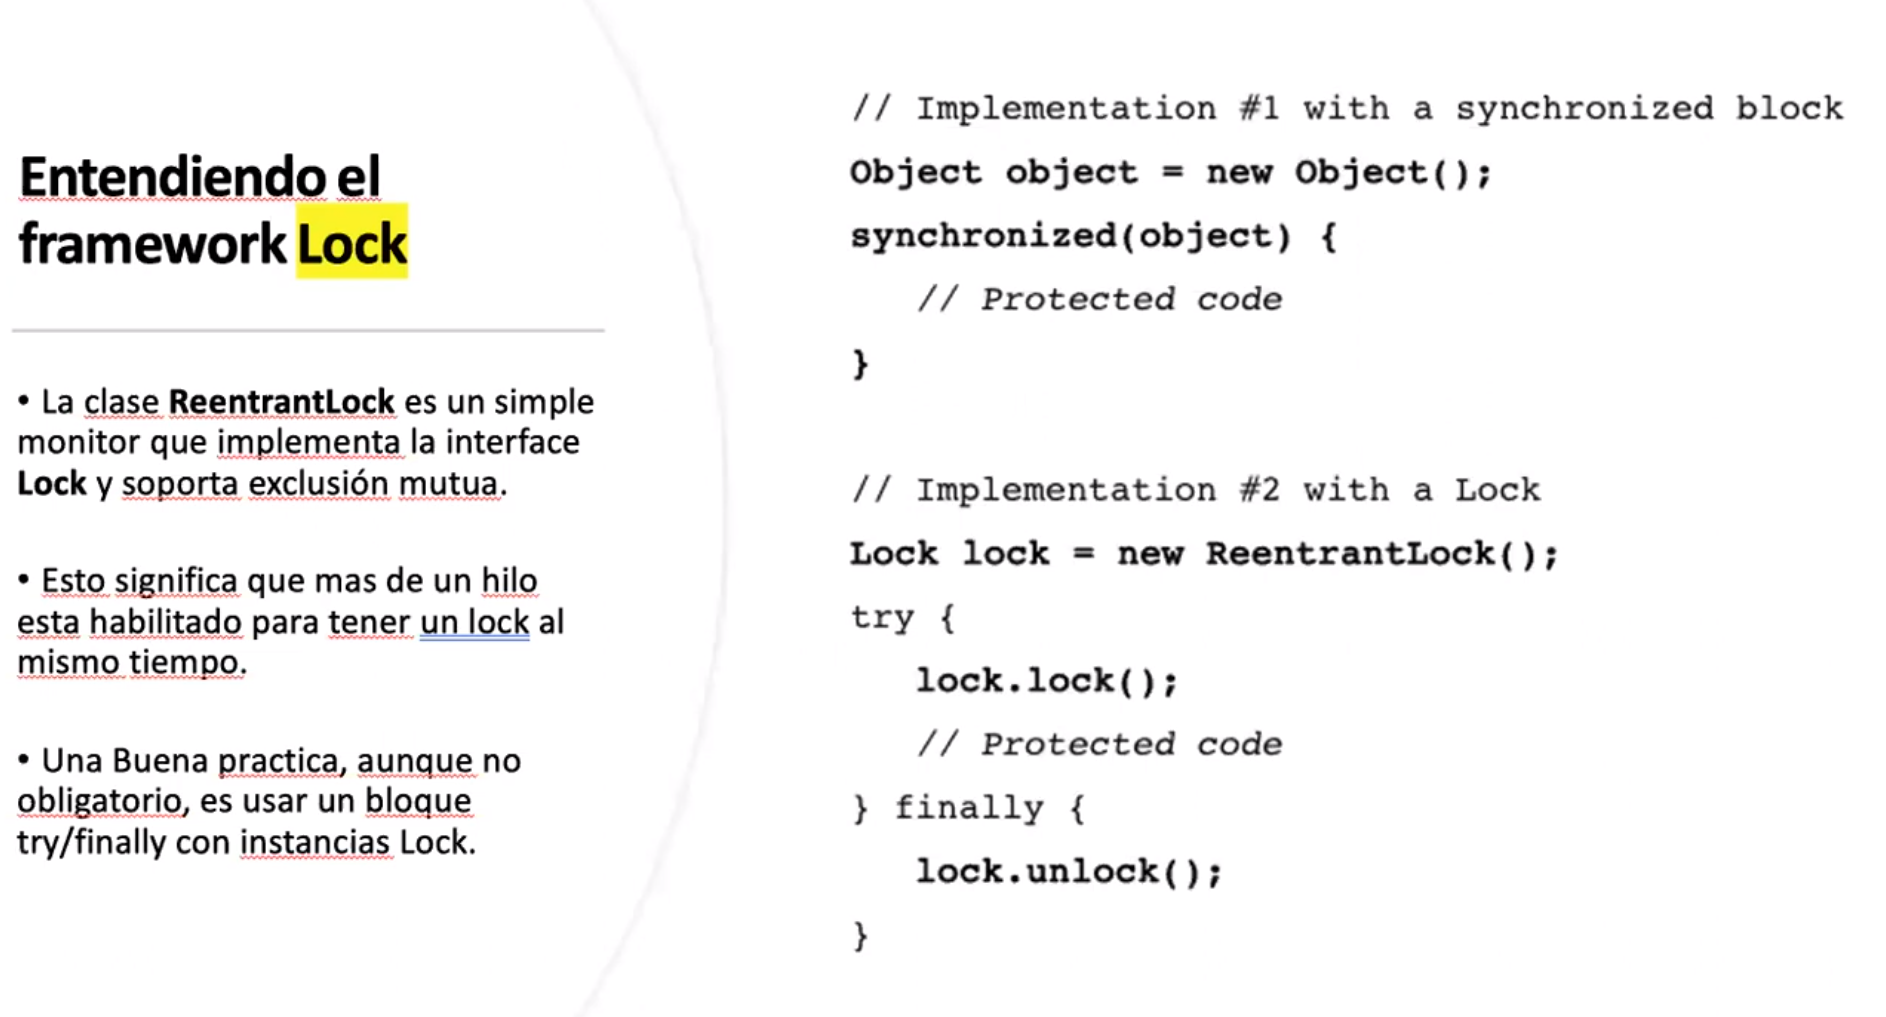 Entendiendo el
framework Lock
• La clase ReentrantLock es un simple
monitor que implementa la interface
Lock y soporta exclusión mutua.
• Esto significa que mas de un hilo
esta habilitado para tener un lock al
mismo tiempo.
• Una Buena practica, aunque no
obligatorio, es usar un bloque
try/finally con instancias Lock.
// Implementation #1 with a synchronized block
Object object = new Object();
synchronized(object) {
// Protected code
}
// Implementation #2 with a Lock
Lock lock = new ReentrantLock();
try {
lock.lock();
// Protected code
} finally {
lock.unlock();
}